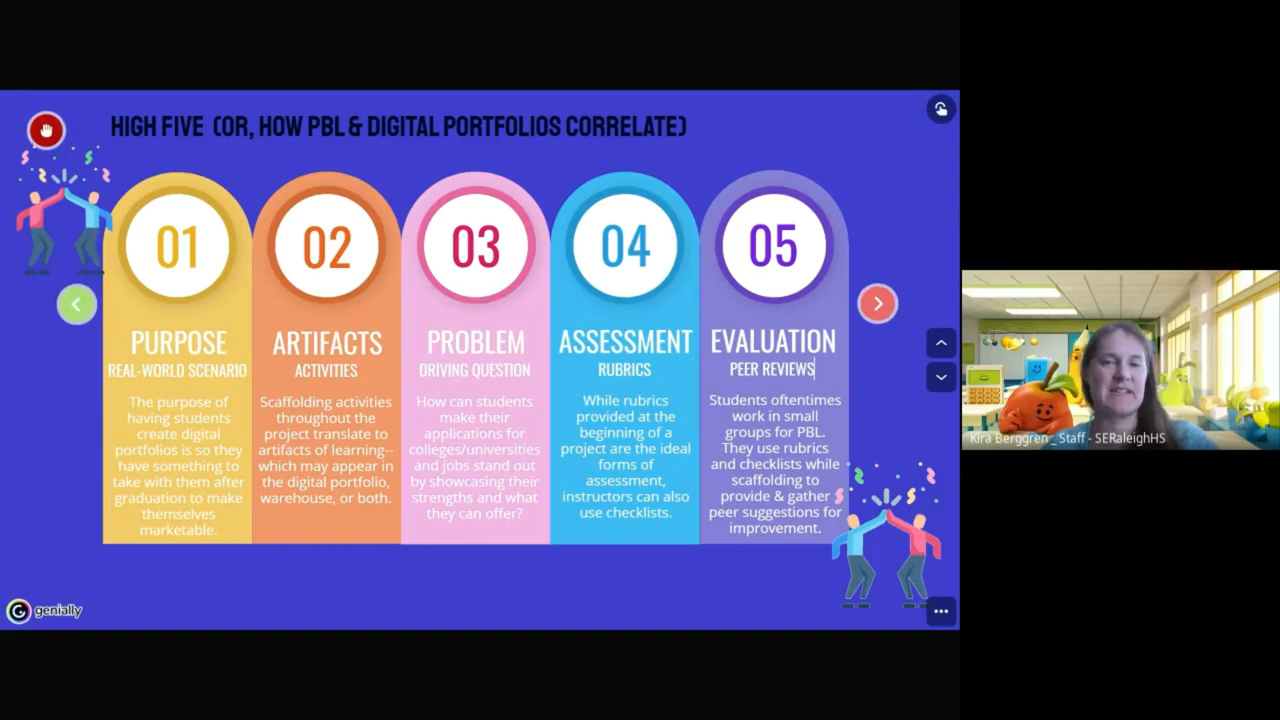 HIGH FIVE (OR, HOW PBL & DIGITAL PORTFOLIOS CORRELATE)
01
PURPOSE
REAL-WORLD SCENARIO
The purpose of
having students
create digital
portfolios is so they
have something to
take with them after
graduation to make
themselves
marketable.
02
ARTIFACTS
ACTIVITIES
Scaffolding activities
throughout the
project translate to
artifacts of learning--
which may appear in
the digital portfolio,
warehouse, or both.
03
PROBLEM
DRIVING QUESTION
How can students
make their
applications for
colleges/universities
and jobs stand out
by showcasing their
strengths and what
they can offer?
04
ASSESSMENT
RUBRICS
While rubrics
provided at the
beginning of a
project are the ideal
forms of
assessment,
instructors can also
use checklists.
05
EVALUATION
PEER REVIEWS
Students oftentimes
work in small
groups for PBL.
They use rubrics
and checklists while
scaffolding to
provide & gather
peer suggestions for
improvement.
genially
Kira Berggren _ Staff - SERaleighHS